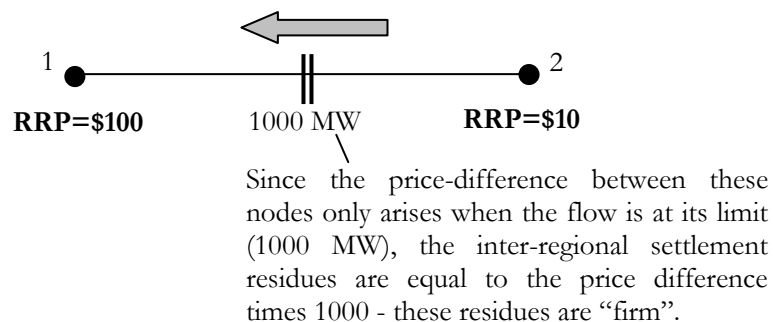 1
2
RRP=$100
1000 MW
RRP=$10
Since the price-difference between these
nodes only arises when the flow is at its limit
(1000 MW), the inter-regional settlement
residues are equal to the price difference
times 1000 - these residues are “firm”.